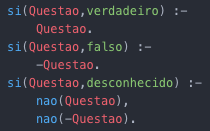 si(Questao,verdadeiro) :-
    Questao.
si(Questao,falso) :-
    -Questao.
si(Questao,desconhecido) :-
    nao(Questao),
    nao(-Questao).